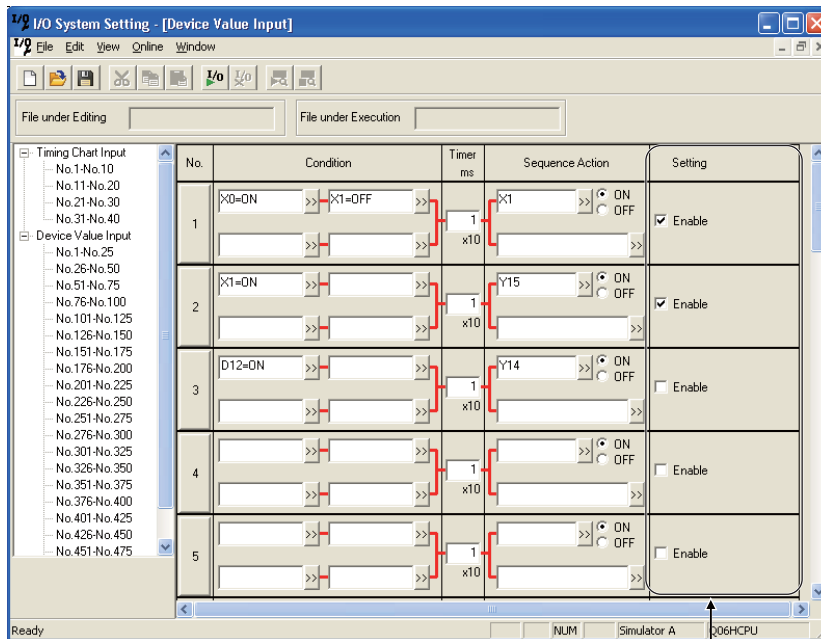 I/O System Setting - [Device Value Input]
File Edit View Online Window
I/O I/O
File under Editing File under Execution
Timing Chart Input
No.1-No.10
No.11-No.20
No.21-No.30
No.31-No.40
Device Value Input
No.1-No.25
No.26-No.50
No.51-No.75
No.76-No.100
No.101-No.125
No.126-No.150
No.151-No.175
No.176-No.200
No.201-No.225
No.226-No.250
No.251-No.275
No.276-No.300
No.301-No.325
No.326-No.350
No.351-No.375
No.376-No.400
No.401-No.425
No.426-No.450
No.451-No.475
No. Condition Timer ms Sequence Action Setting
1 X0=ON >> X1=OFF >> 1 x10 X1 >> ON OFF Enable
>> >> >>
2 X1=ON >> >> 1 x10 Y15 >> ON OFF Enable
>> >> >>
3 D12=ON >> >> 1 x10 Y14 >> ON OFF Enable
>> >> >>
4 >> >> 1 x10 >> ON OFF Enable
>> >> >>
5 >> >> 1 x10 >> ON OFF Enable
>> >> >>
Ready NUM Simulator A Q06HCPU